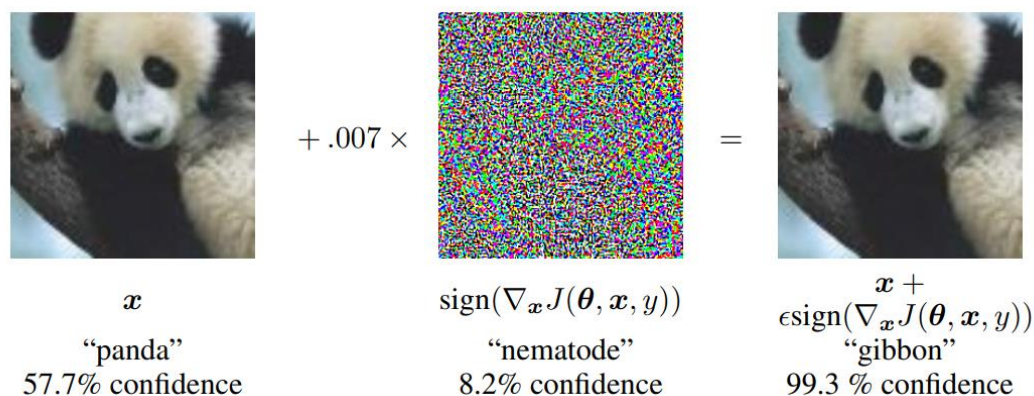 + .007 ×
=
x
sign(∇ₓJ(θ, x, y))
x +
ϵsign(∇ₓJ(θ, x, y))
“panda”
“nematode”
“gibbon”
57.7% confidence
8.2% confidence
99.3 % confidence